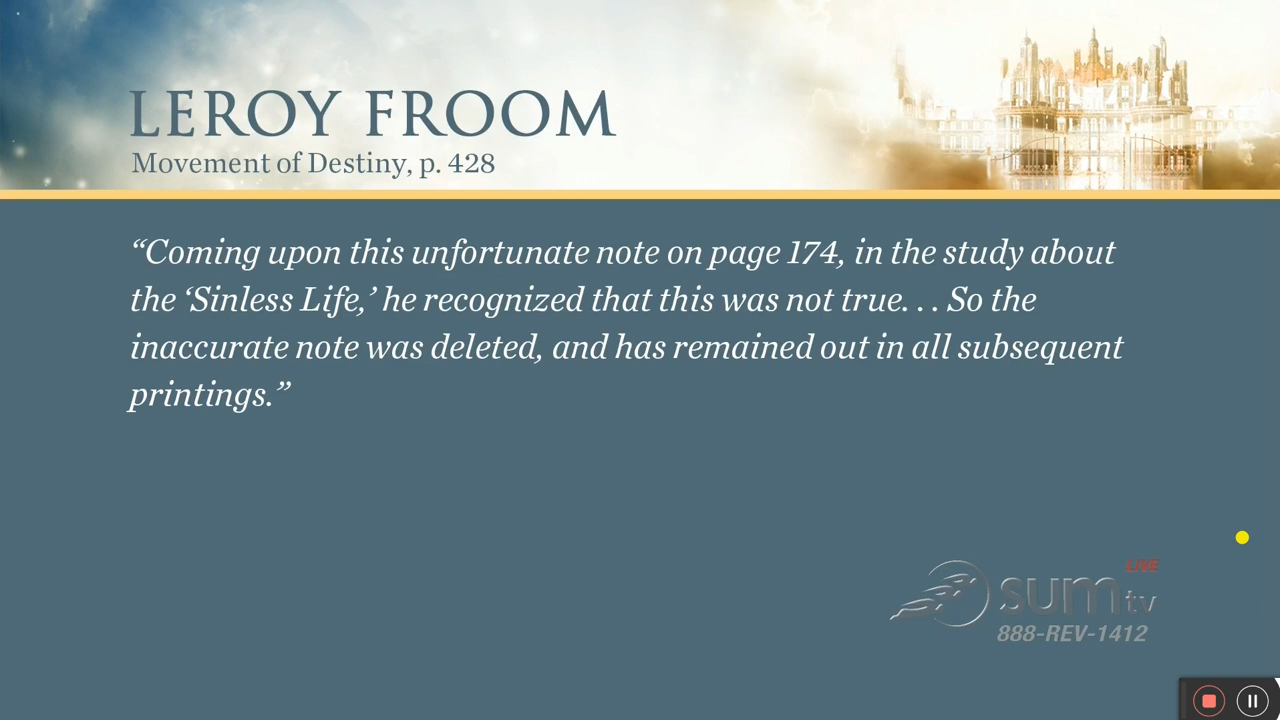 LEROY FROOM
Movement of Destiny, p. 428
“Coming upon this unfortunate note on page 174, in the study about
the ‘Sinless Life,’ he recognized that this was not true. . . So the
inaccurate note was deleted, and has remained out in all subsequent
printings.”
LIVE
sum tv
888-REV-1412